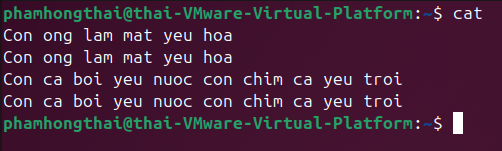 phamhongthai@thai-VMware-Virtual-Platform:~$ cat
Con ong lam mat yeu hoa
Con ong lam mat yeu hoa
Con ca boi yeu nuoc con chim ca yeu troi
Con ca boi yeu nuoc con chim ca yeu troi
phamhongthai@thai-VMware-Virtual-Platform:~$